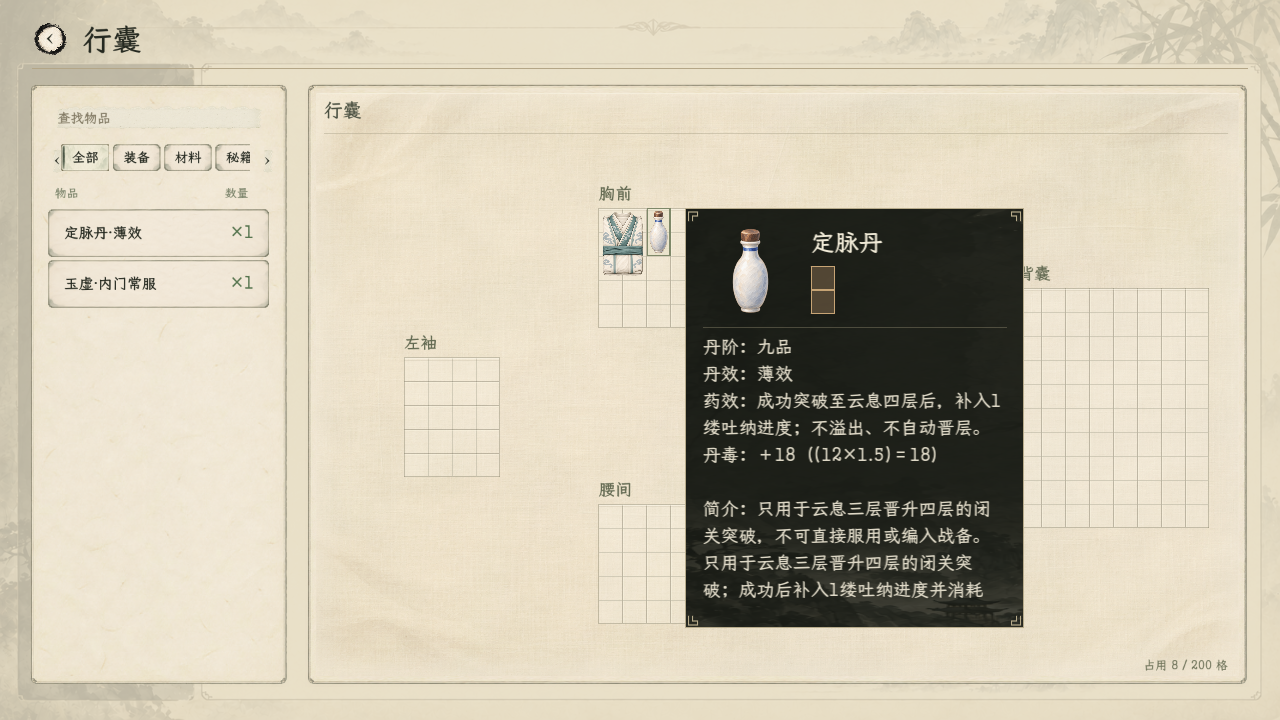 行囊
查找物品
全部
装备
材料
秘籍
物品
数量
定脉丹·薄效
×1
玉虚·内门常服
×1
行囊
胸前
左袖
腰间
背囊
定脉丹
丹阶：九品
丹效：薄效
药效：成功突破至云息四层后，补入1
缕吐纳进度；不溢出、不自动晋层。
丹毒：+18 ((12×1.5)=18)
简介：只用于云息三层晋升四层的闭
关突破，不可直接服用或编入战备。
只用于云息三层晋升四层的闭关突
破；成功后补入1缕吐纳进度并消耗
占用 8 / 200 格